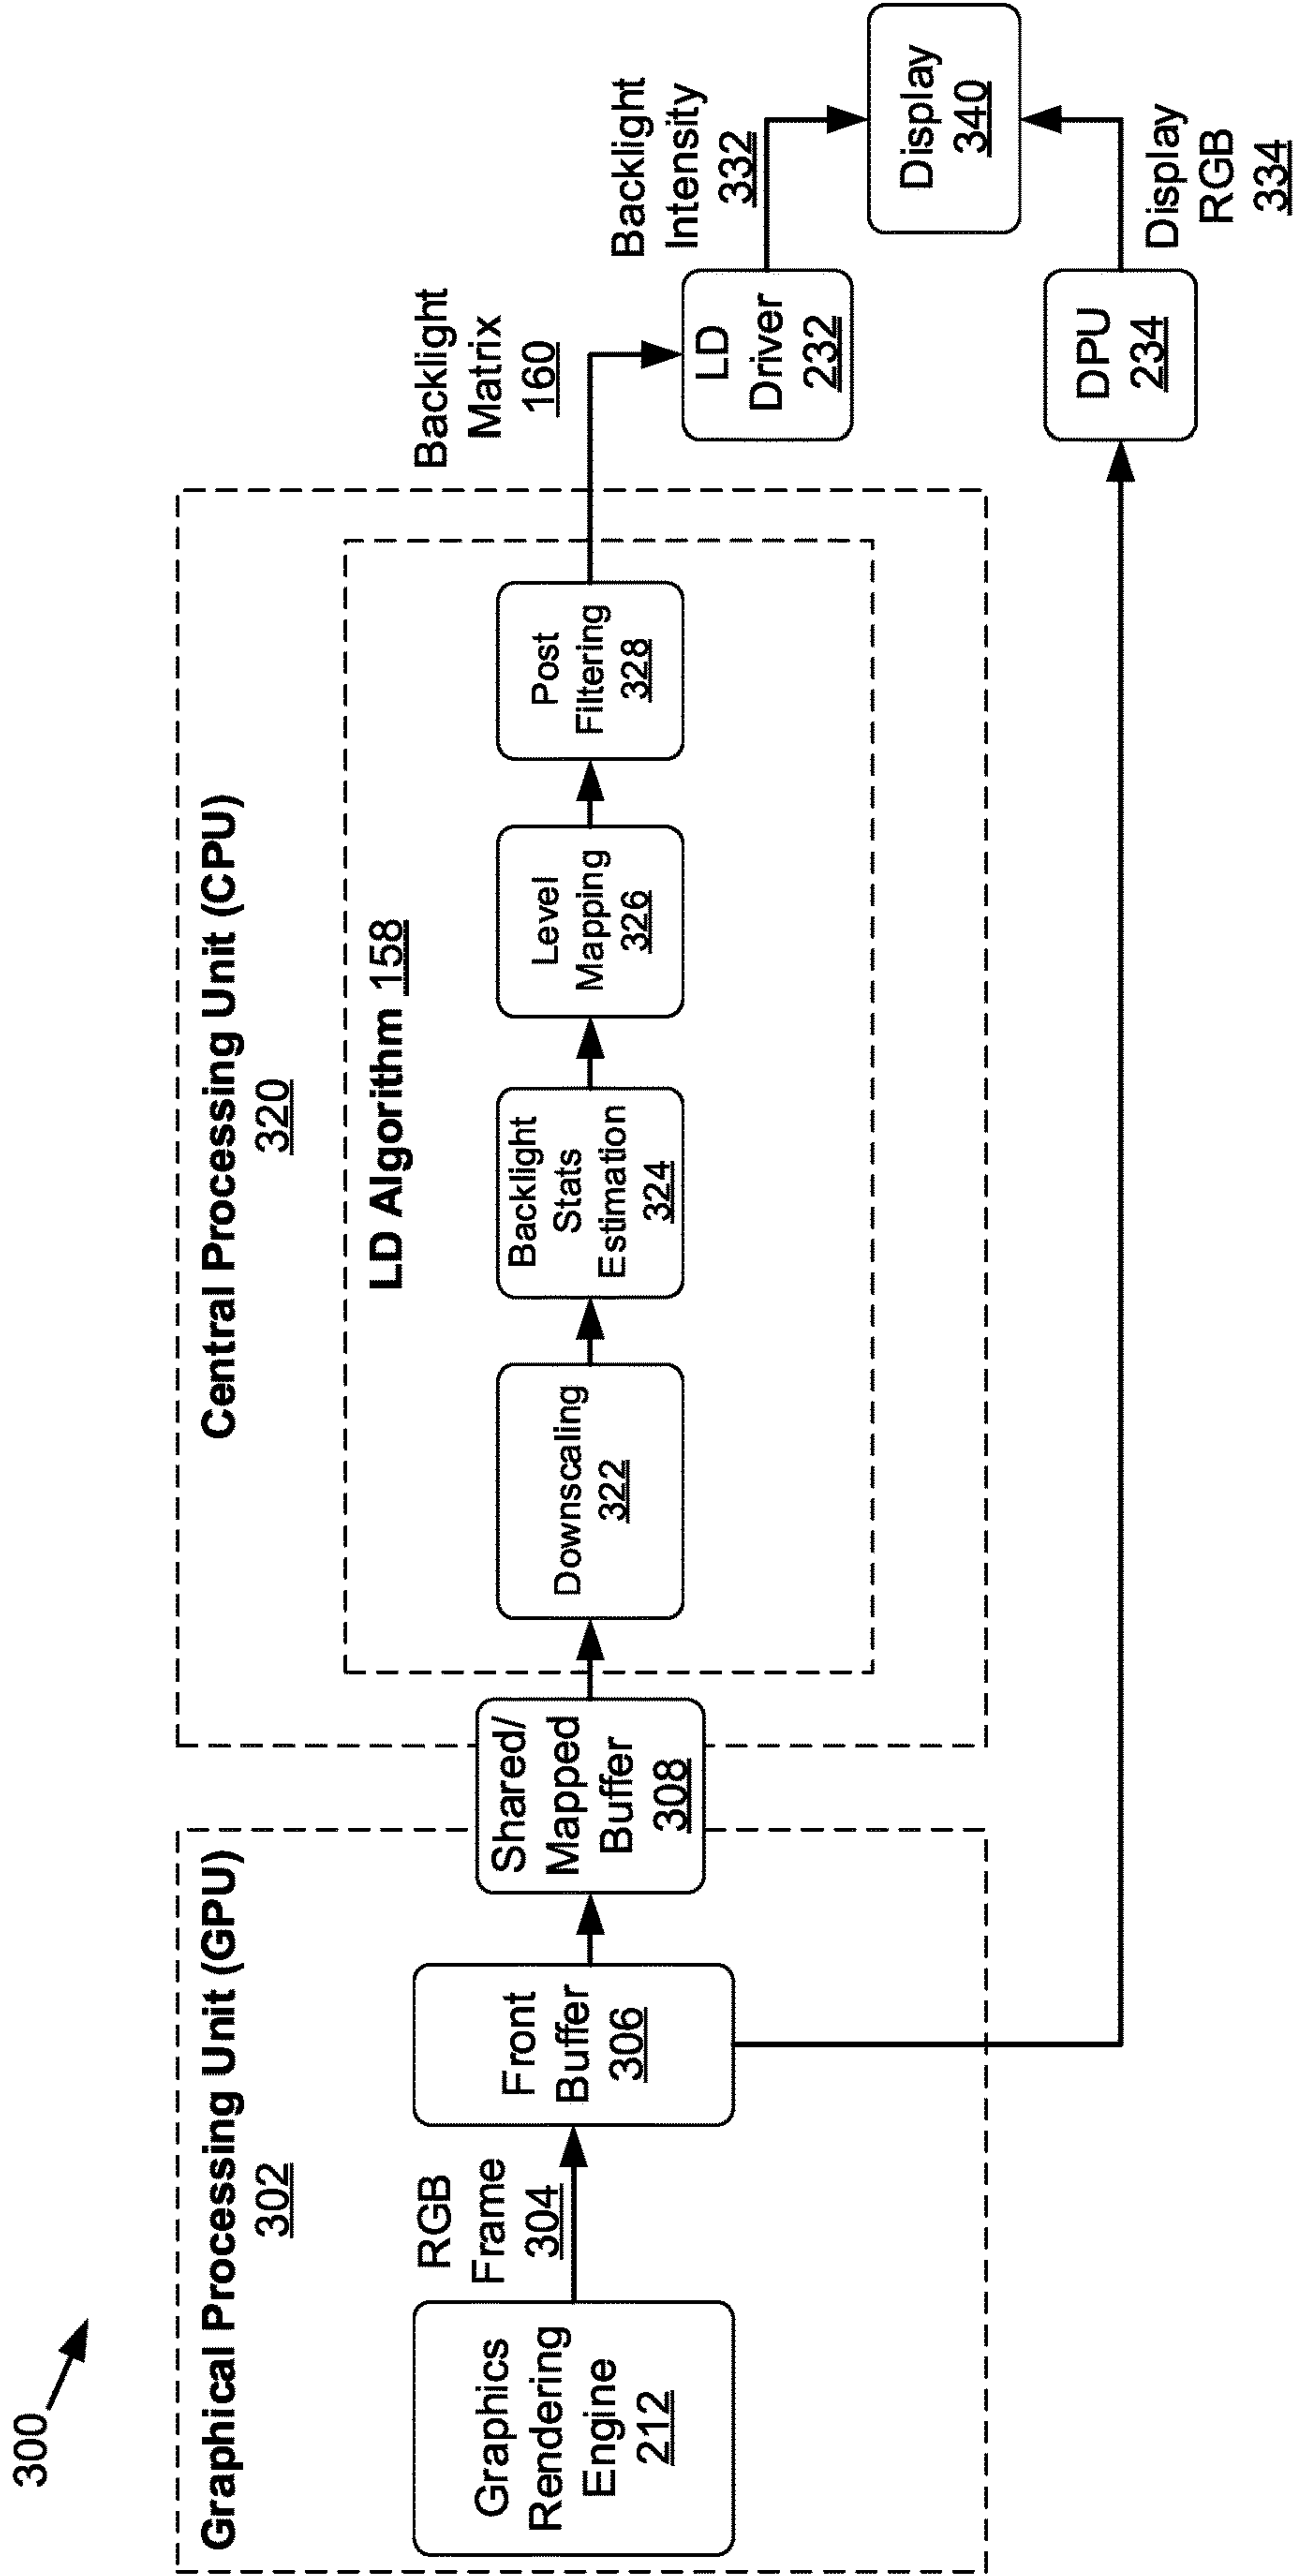 300
Graphical Processing Unit (GPU)
302
Graphics
Rendering
Engine
212
RGB
Frame
304
Front
Buffer
306
Shared/
Mapped
Buffer
308
Central Processing Unit (CPU)
320
LD Algorithm 158
Downscaling
322
Backlight
Stats
Estimation
324
Level
Mapping
326
Post
Filtering
328
Backlight
Matrix
160
LD
Driver
232
Backlight
Intensity
332
DPU
234
Display
RGB
334
Display
340